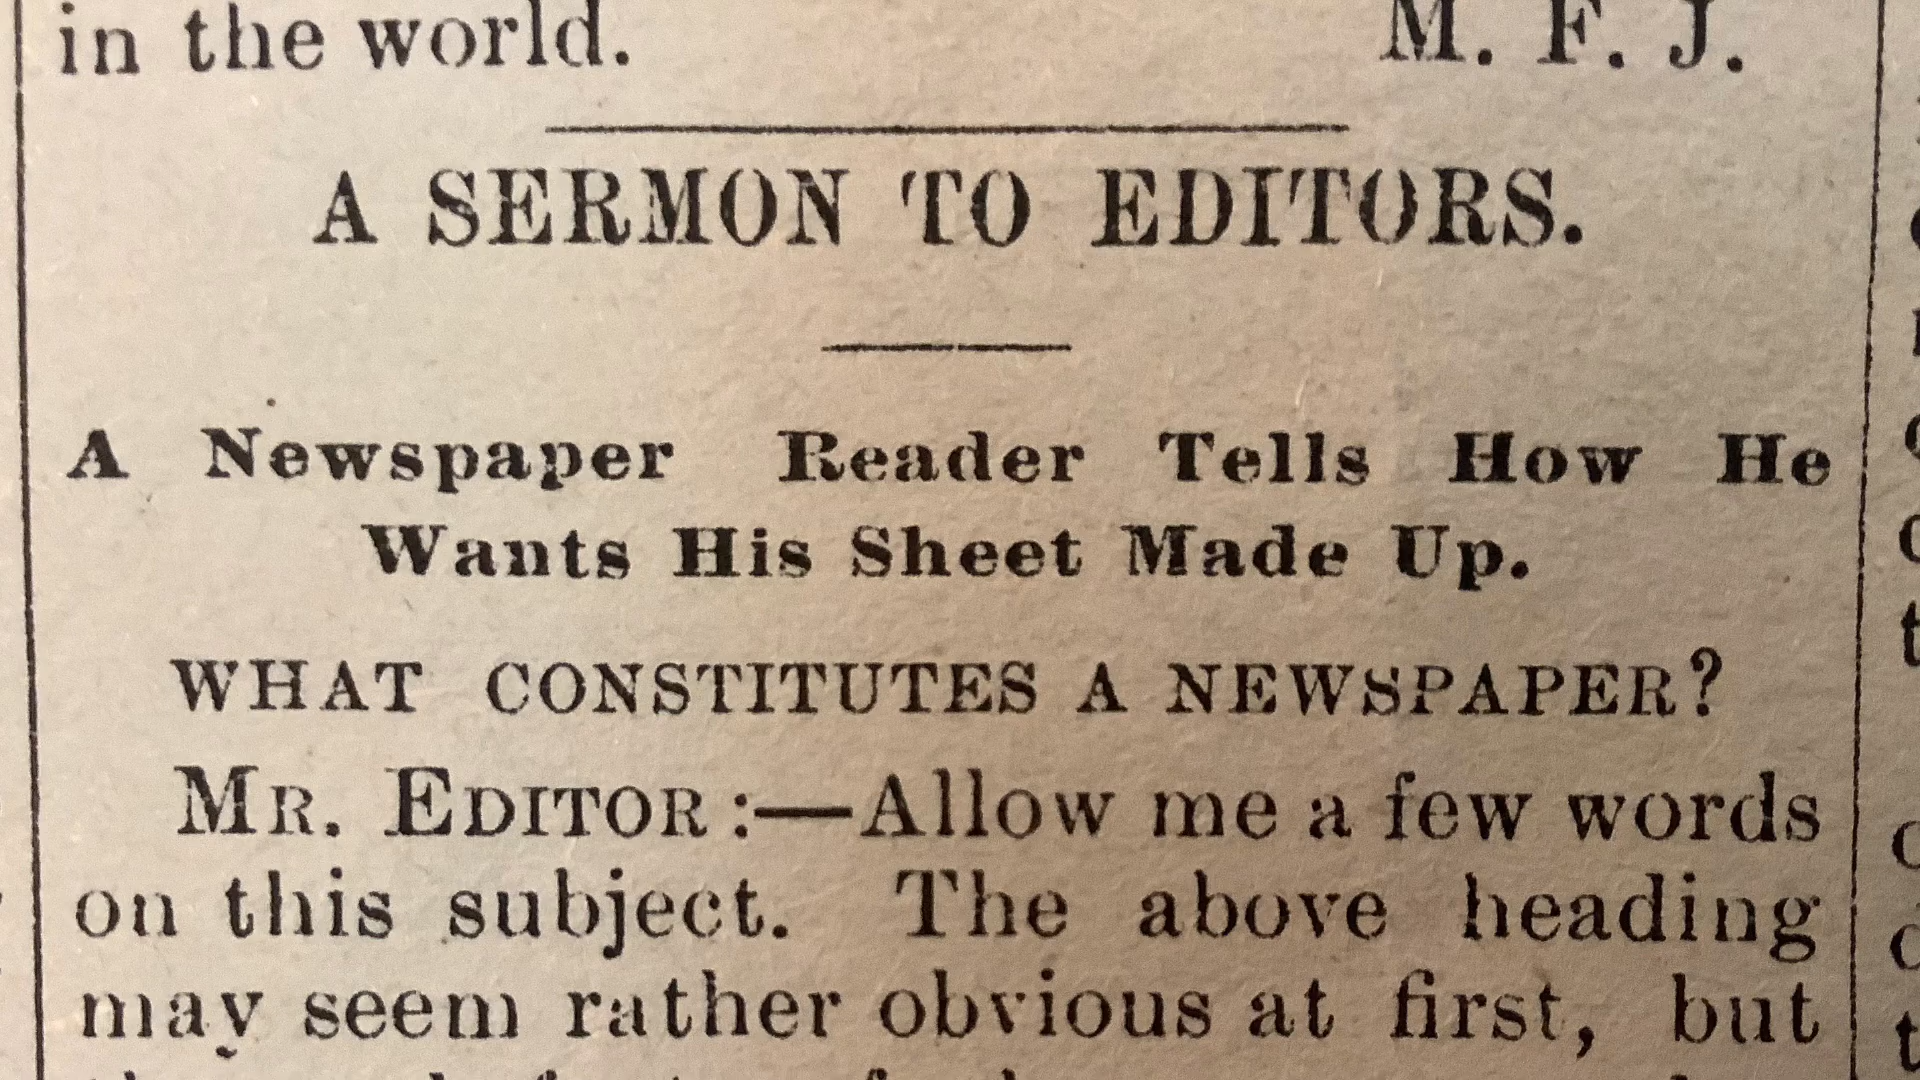 in the world. M. F. J.
A SERMON TO EDITORS.
A Newspaper Reader Tells How He
Wants His Sheet Made Up.
WHAT CONSTITUTES A NEWSPAPER?
MR. EDITOR:—Allow me a few words
on this subject. The above heading
may seem rather obvious at first, but